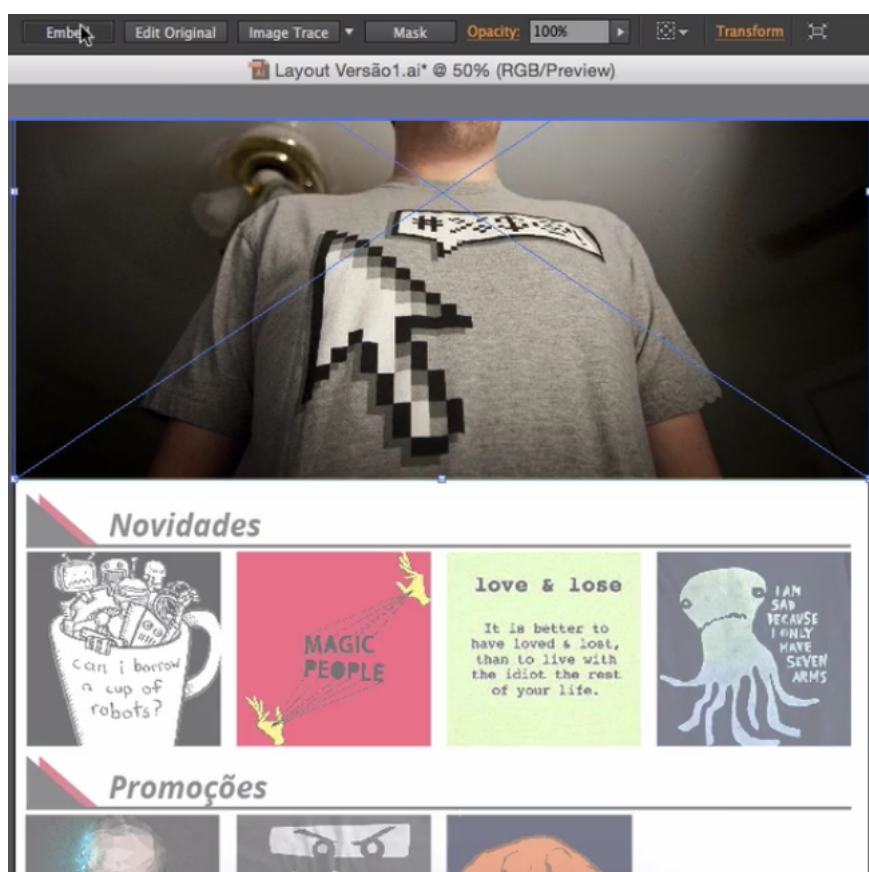 Embed Edit Original Image Trace Mask Opacity: 100% Transform
Layout Versão1.ai* @ 50% (RGB/Preview)
Novidades
can i borrow
a cup of
robots?
MAGIC
PEOPLE
love & lose
It is better to
have loved & lost,
than to live with
the idiot the rest
of your life.
I AM
SAD
BECAUSE
I ONLY
HAVE
SEVEN
ARMS
Promoções